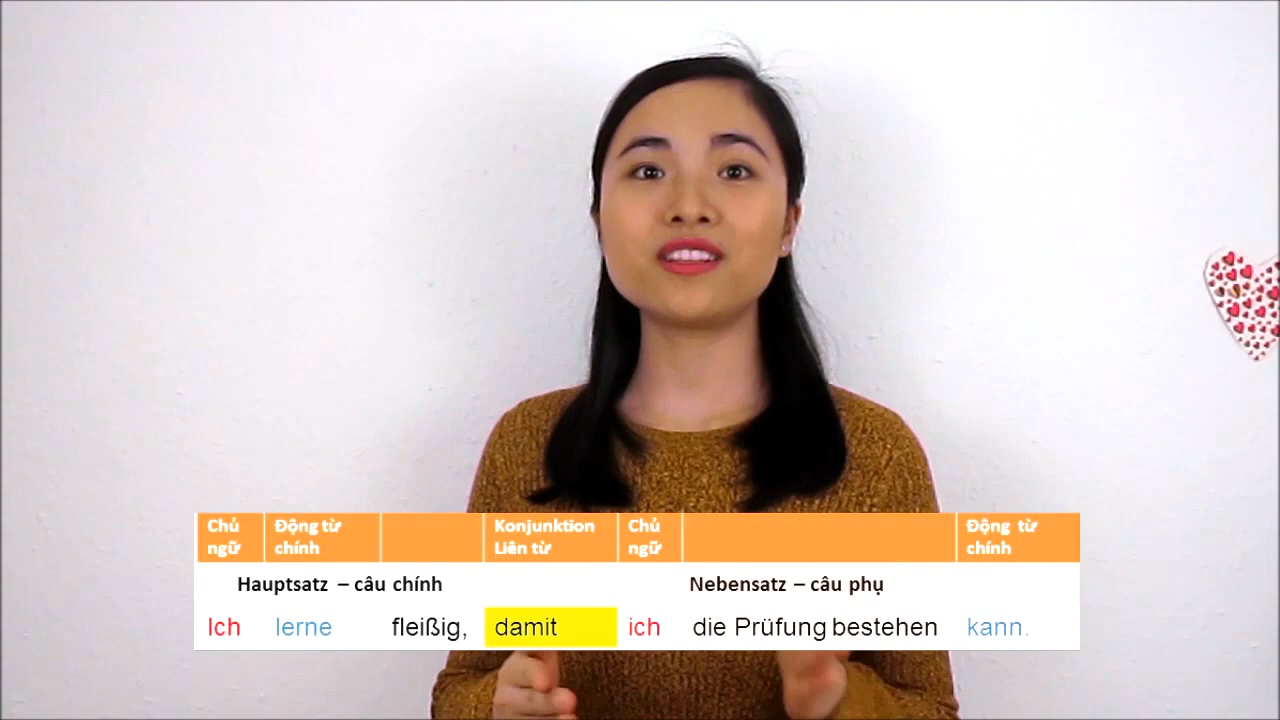 Chủ ngữ
Động từ chính
Konjunktion Liên từ
Chủ ngữ
Động từ chính
Hauptsatz – câu chính
Nebensatz – câu phụ
Ich lerne fleißig, damit ich die Prüfung bestehen kann.